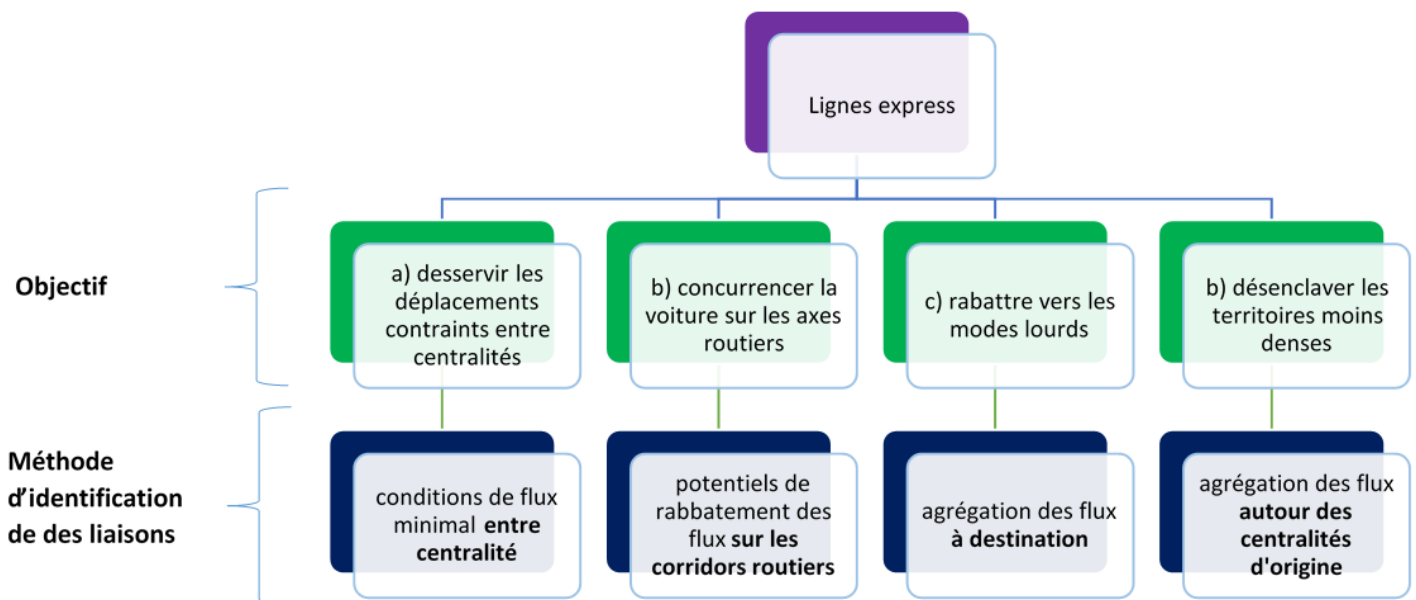 Lignes express
Objectif
a) desservir les
déplacements
contraints entre
centralités
b) concurrencer la
voiture sur les axes
routiers
c) rabattre vers les
modes lourds
b) désenclaver les
territoires moins
denses
Méthode
d'identification
de des liaisons
conditions de flux
minimal entre
centralité
potentiels de
rabbatement des
flux sur les
corridors routiers
agrégation des flux
à destination
agrégation des flux
autour des
centralités
d'origine